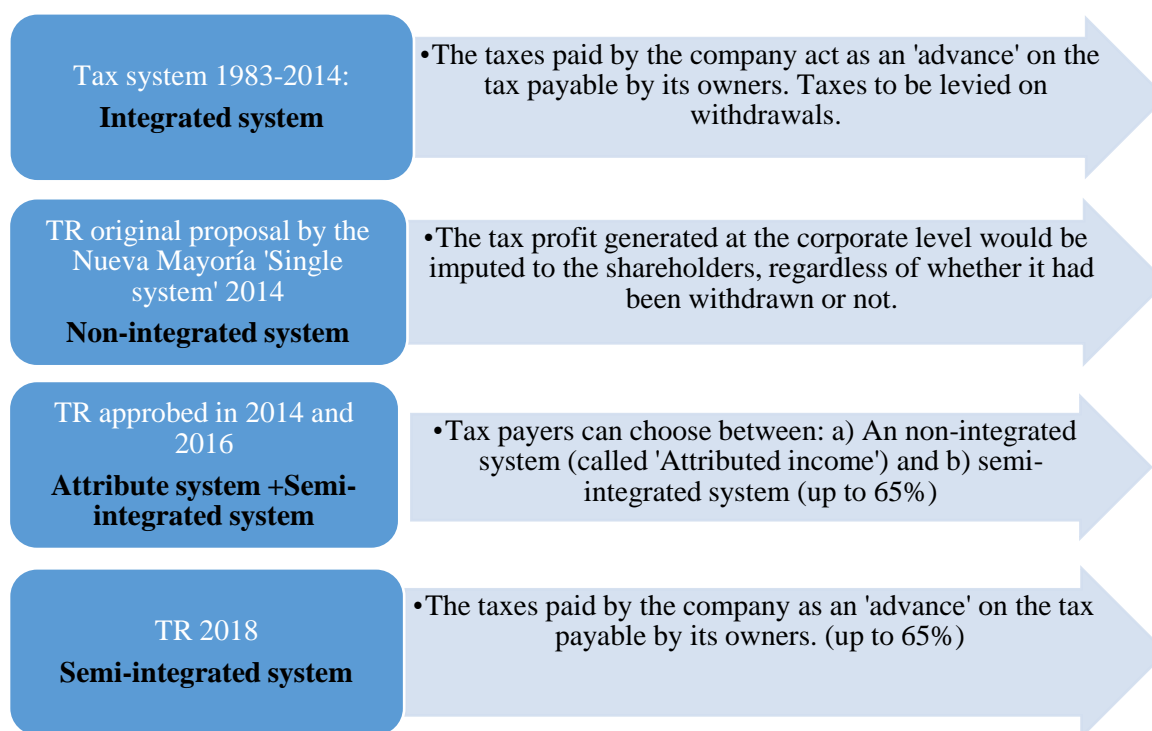 Tax system 1983-2014:
Integrated system
•The taxes paid by the company act as an 'advance' on the
tax payable by its owners. Taxes to be levied on
withdrawals.
TR original proposal by the
Nueva Mayoría 'Single
system' 2014
Non-integrated system
•The tax profit generated at the corporate level would be
imputed to the shareholders, regardless of whether it had
been withdrawn or not.
TR approbed in 2014 and
2016
Attribute system +Semi-
integrated system
•Tax payers can choose between: a) An non-integrated
system (called 'Attributed income') and b) semi-
integrated system (up to 65%)
TR 2018
Semi-integrated system
•The taxes paid by the company as an 'advance' on the tax
payable by its owners. (up to 65%)